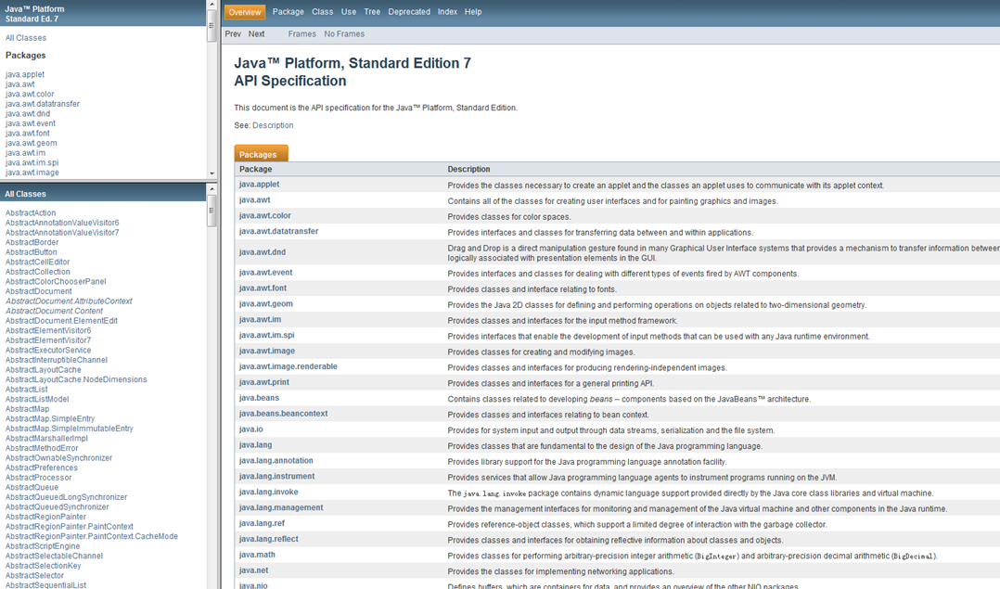 Java™ Platform
Standard Ed. 7
All Classes
Packages
java.applet
java.awt
java.awt.color
java.awt.datatransfer
java.awt.dnd
java.awt.event
java.awt.font
java.awt.geom
java.awt.im
java.awt.im.spi
java.awt.image
All Classes
AbstractAction
AbstractAnnotationValueVisitor6
AbstractAnnotationValueVisitor7
AbstractBorder
AbstractButton
AbstractCellEditor
AbstractCollection
AbstractColorChooserPanel
AbstractDocument
AbstractDocument.AttributeContext
AbstractDocument.Content
AbstractDocument.ElementEdit
AbstractElementVisitor6
AbstractElementVisitor7
AbstractExecutorService
AbstractInterruptibleChannel
AbstractLayoutCache
AbstractLayoutCache.NodeDimensions
AbstractList
AbstractListModel
AbstractMap
AbstractMap.SimpleEntry
AbstractMap.SimpleImmutableEntry
AbstractMarshallerImpl
AbstractMethodError
AbstractOwnableSynchronizer
AbstractPreferences
AbstractProcessor
AbstractQueue
AbstractQueuedLongSynchronizer
AbstractQueuedSynchronizer
AbstractRegionPainter
AbstractRegionPainter.PaintContext
AbstractRegionPainter.PaintContext.CacheMode
AbstractScriptEngine
AbstractSelectableChannel
AbstractSelectionKey
AbstractSelector
AbstractSequentialList
Overview Package Class Use Tree Deprecated Index Help
Prev Next Frames No Frames
Java™ Platform, Standard Edition 7
API Specification
This document is the API specification for the Java™ Platform, Standard Edition.
See: Description
Packages
Package Description
java.applet Provides the classes necessary to create an applet and the classes an applet uses to communicate with its applet context.
java.awt Contains all of the classes for creating user interfaces and for painting graphics and images.
java.awt.color Provides classes for color spaces.
java.awt.datatransfer Provides interfaces and classes for transferring data between and within applications.
java.awt.dnd Drag and Drop is a direct manipulation gesture found in many Graphical User Interface systems that provides a mechanism to transfer information between
logically associated with presentation elements in the GUI.
java.awt.event Provides interfaces and classes for dealing with different types of events fired by AWT components.
java.awt.font Provides classes and interface relating to fonts.
java.awt.geom Provides the Java 2D classes for defining and performing operations on objects related to two-dimensional geometry.
java.awt.im Provides classes and interfaces for the input method framework.
java.awt.im.spi Provides interfaces that enable the development of input methods that can be used with any Java runtime environment.
java.awt.image Provides classes for creating and modifying images.
java.awt.image.renderable Provides classes and interfaces for producing rendering-independent images.
java.awt.print Provides classes and interfaces for a general printing API.
java.beans Contains classes related to developing beans -- components based on the JavaBeans™ architecture.
java.beans.beancontext Provides classes and interfaces relating to bean context.
java.io Provides for system input and output through data streams, serialization and the file system.
java.lang Provides classes that are fundamental to the design of the Java programming language.
java.lang.annotation Provides library support for the Java programming language annotation facility.
java.lang.instrument Provides services that allow Java programming language agents to instrument programs running on the JVM.
java.lang.invoke The java.lang.invoke package contains dynamic language support provided directly by the Java core class libraries and virtual machine.
java.lang.management Provides the management interfaces for monitoring and management of the Java virtual machine and other components in the Java runtime.
java.lang.ref Provides reference-object classes, which support a limited degree of interaction with the garbage collector.
java.lang.reflect Provides classes and interfaces for obtaining reflective information about classes and objects.
java.math Provides classes for performing arbitrary-precision integer arithmetic (BigInteger) and arbitrary-precision decimal arithmetic (BigDecimal).
java.net Provides the classes for implementing networking applications.
java.nio Defines buffers, which are containers for data, and provides an overview of the other NIO packages.